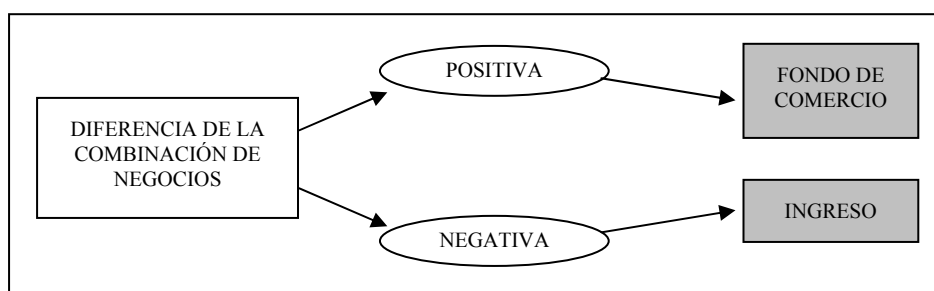 DIFERENCIA DE LA
COMBINACIÓN DE
NEGOCIOS
POSITIVA
FONDO DE
COMERCIO
NEGATIVA
INGRESO